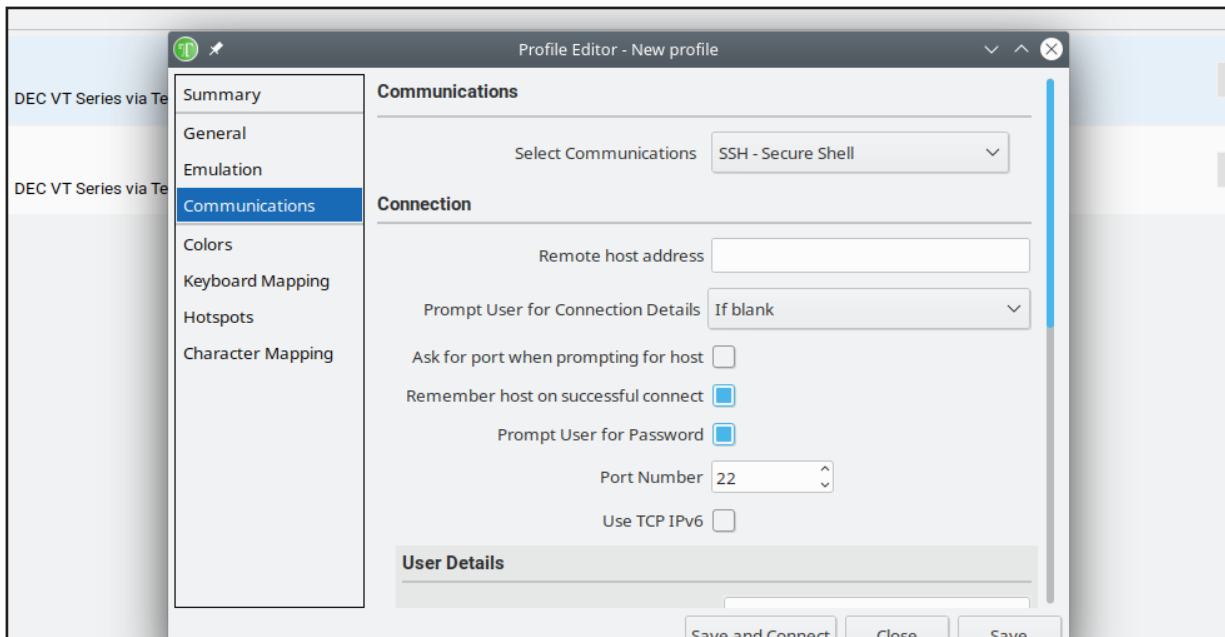 Profile Editor - New profile
DEC VT Series via Te
DEC VT Series via Te
Summary
General
Emulation
Communications
Colors
Keyboard Mapping
Hotspots
Character Mapping
Communications
Select Communications SSH - Secure Shell
Connection
Remote host address
Prompt User for Connection Details If blank
Ask for port when prompting for host
Remember host on successful connect
Prompt User for Password
Port Number 22
Use TCP IPv6
User Details
Save and Connect Close Save